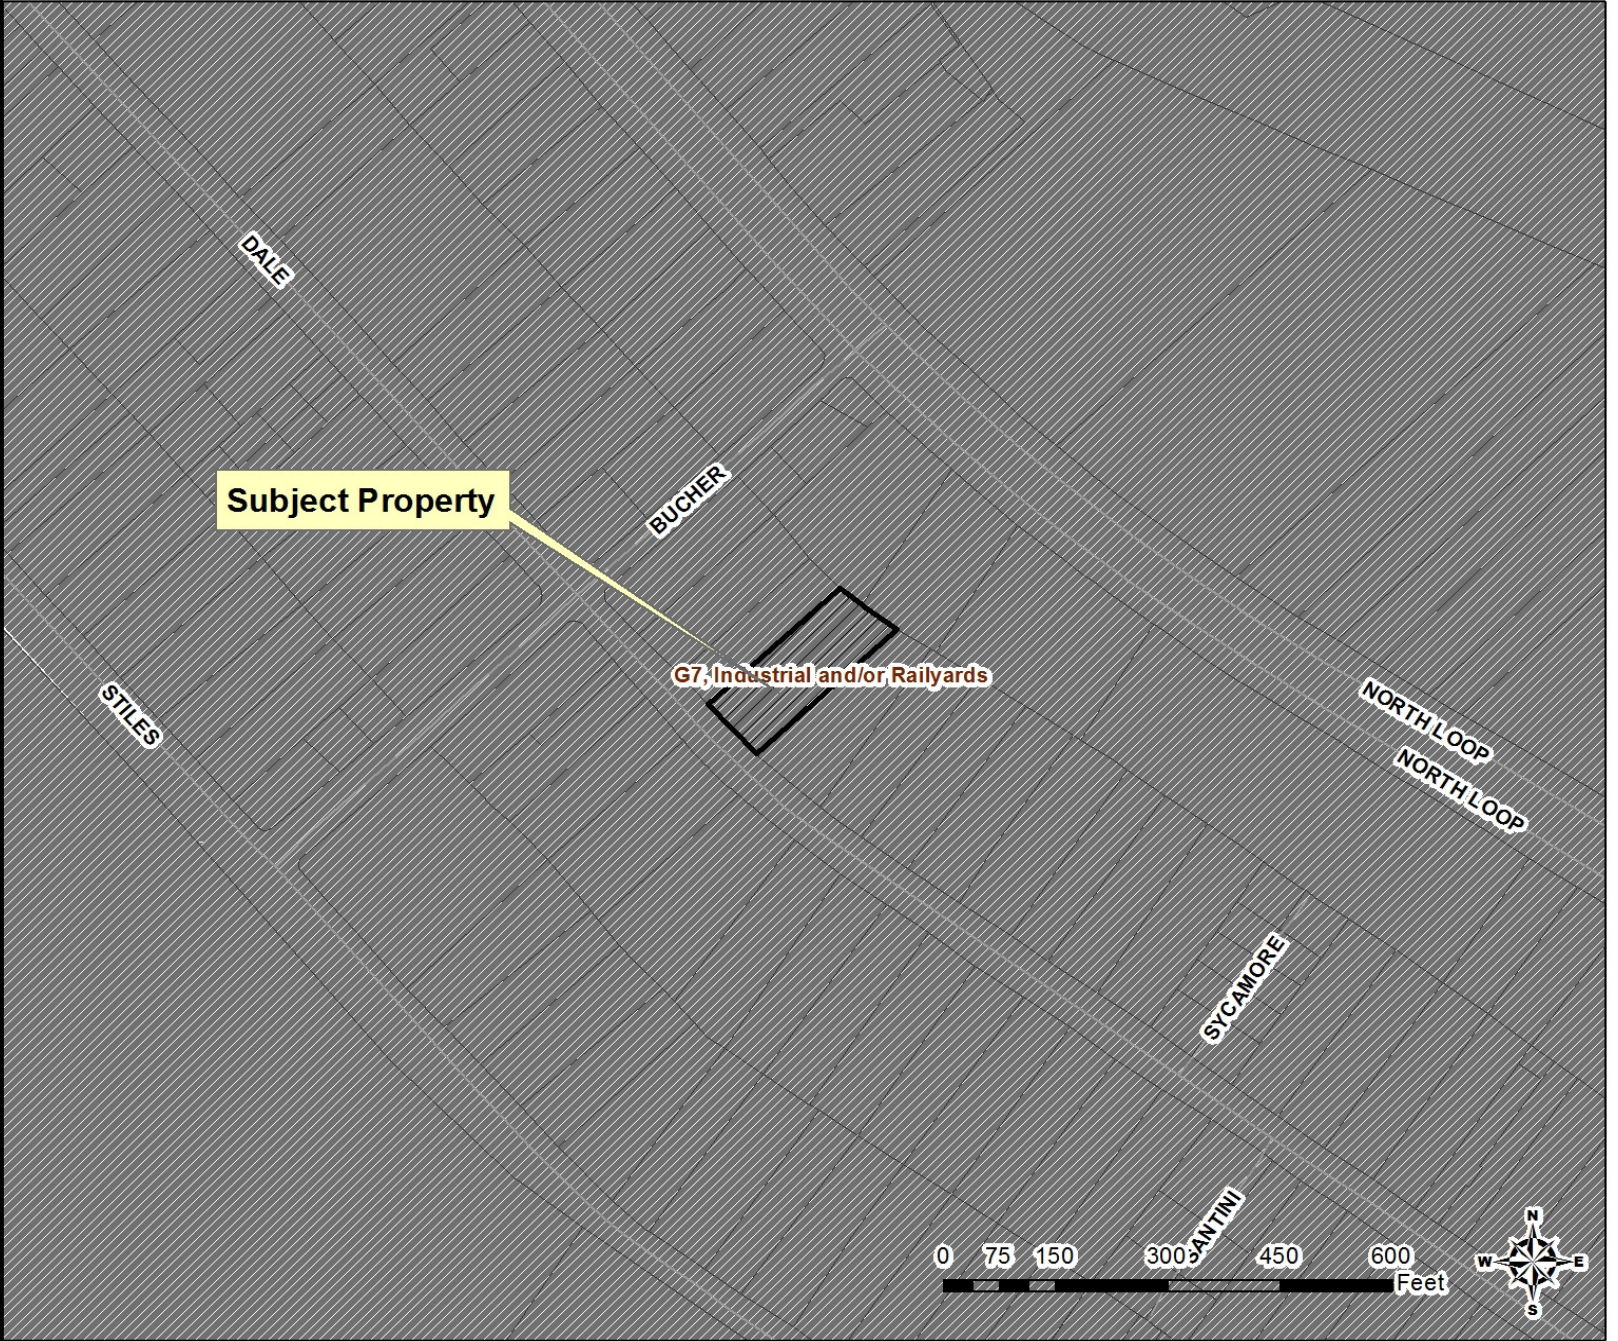 DALE
Subject Property
BUCHER
G7, Industrial and/or Railyards
STILES
NORTH LOOP
NORTH LOOP
SYCAMORE
SANTINI
0 75 150 300 450 600
Feet
N
W E
S